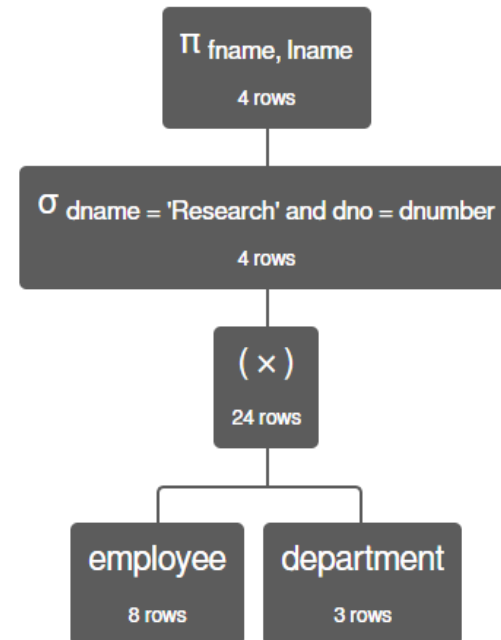 π fname, lname
4 rows
σ dname = 'Research' and dno = dnumber
4 rows
( × )
24 rows
employee department
8 rows 3 rows